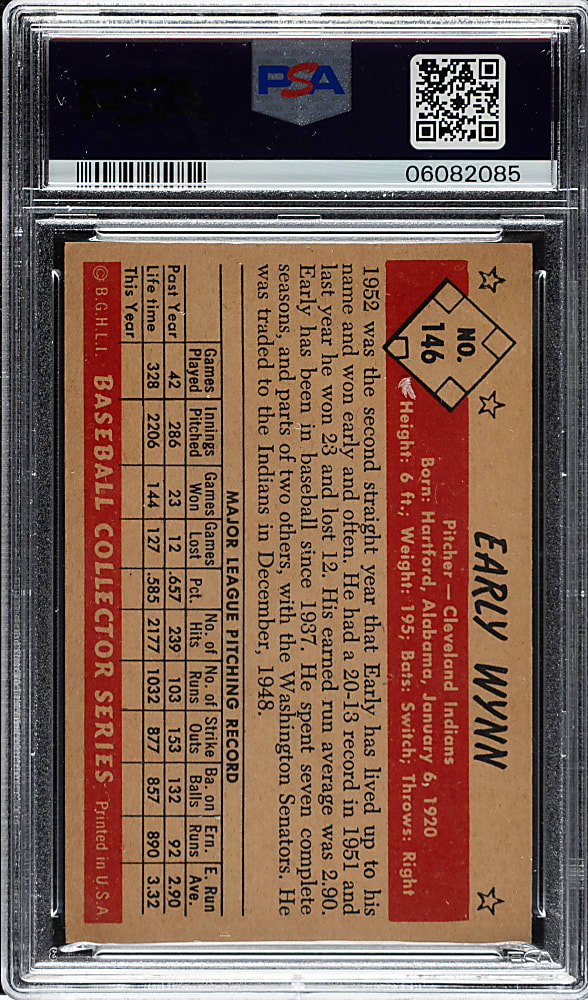 PSA
06082085
NO.
146
EARLY WYNN
Pitcher — Cleveland Indians
Born: Hartford, Alabama, January 6, 1920
Height: 6 ft.; Weight: 195; Bats: Switch; Throws: Right
1952 was the second straight year that Early has lived up to his
name and won early and often. He had a 20-13 record in 1951 and
last year he won 23 and lost 12. His earned run average was 2.90.
Early has been in baseball since 1937. He spent seven complete
seasons, and parts of two others, with the Washington Senators. He
was traded to the Indians in December, 1948.
MAJOR LEAGUE PITCHING RECORD
Games Innings Games Games No. of No. of Strike Ba. on Ern. E. Run
Played Pitched Won Lost Pct. Hits Runs Outs Balls Runs Ave.
Past Year 42 286 23 12 .657 239 103 153 132 92 2.90
Life time 328 2206 144 127 .585 2177 1032 877 857 890 3.32
This Year
© B.G.H.L.I. BASEBALL COLLECTOR SERIES Printed in U.S.A